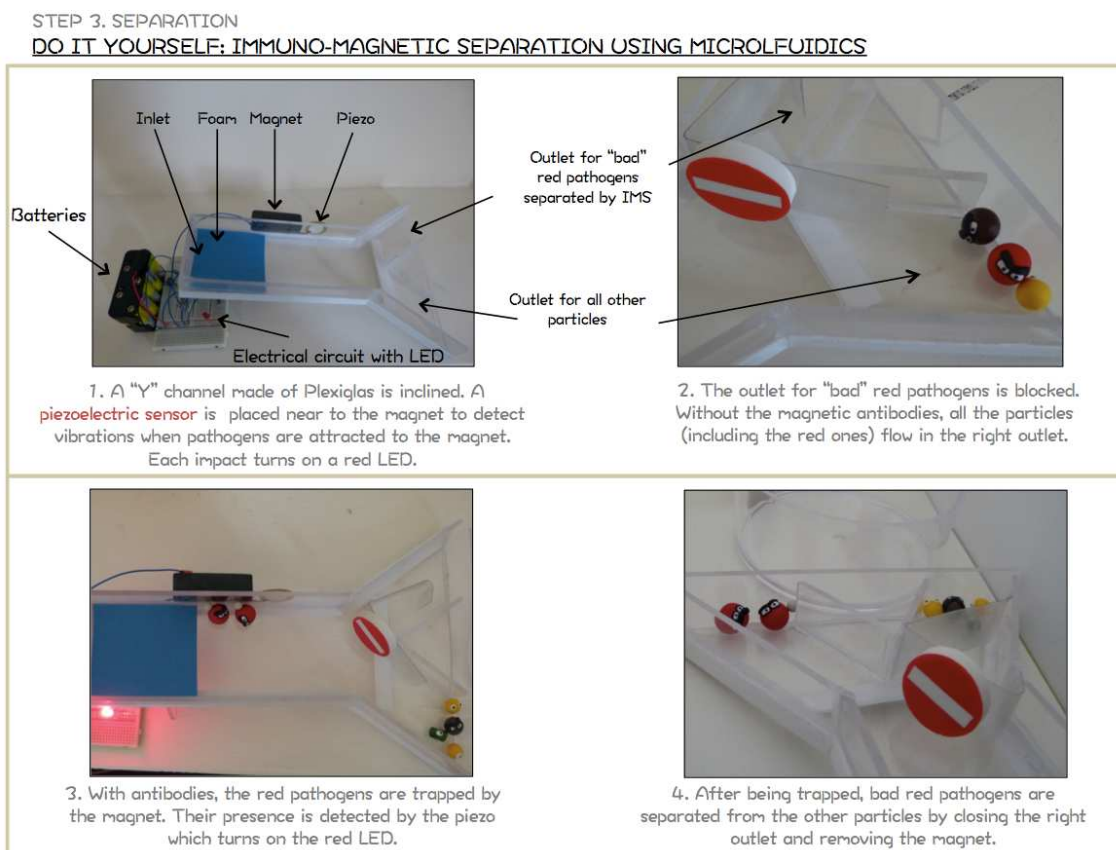 STEP 3. SEPARATION
DO IT YOURSELF: IMMUNO-MAGNETIC SEPARATION USING MICROLFUIDICS
Inlet
Foam
Magnet
Piezo
Batteries
Electrical circuit with LED
Outlet for "bad"
red pathogens
separated by IMS
Outlet for all other
particles
1. A "Y" channel made of Plexiglas is inclined. A
piezoelectric sensor is placed near to the magnet to detect
vibrations when pathogens are attracted to the magnet.
Each impact turns on a red LED.
2. The outlet for "bad" red pathogens is blocked.
Without the magnetic antibodies, all the particles
(including the red ones) flow in the right outlet.
3. With antibodies, the red pathogens are trapped by
the magnet. Their presence is detected by the piezo
which turns on the red LED.
4. After being trapped, bad red pathogens are
separated from the other particles by closing the right
outlet and removing the magnet.